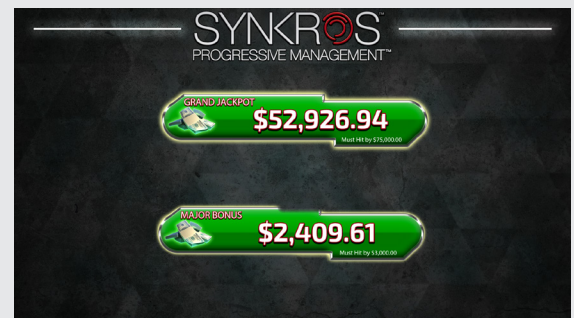 SYNKROS™
PROGRESSIVE MANAGEMENT™
GRAND JACKPOT
$52,926.94
Must Hit by $75,000.00
MAJOR BONUS
$2,409.61
Must Hit by $3,000.00